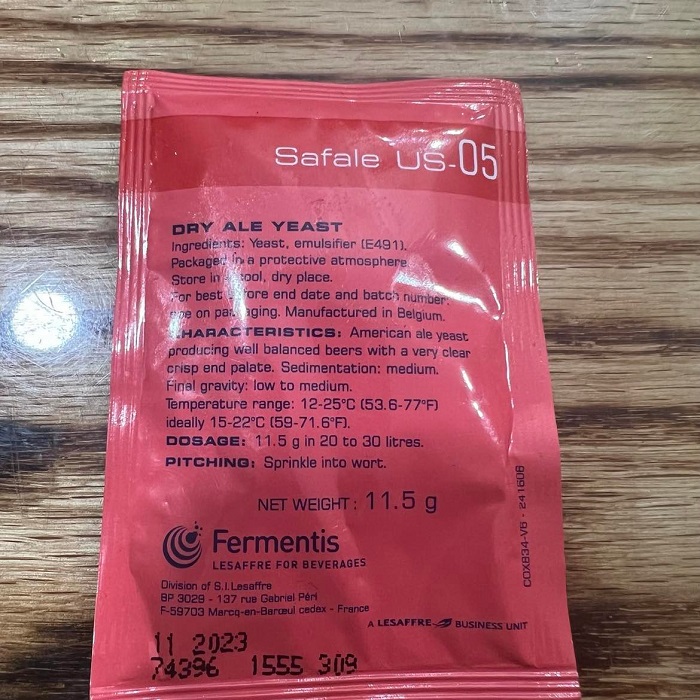 Safale US-05
DRY ALE YEAST
Ingredients: Yeast, emulsifier (E491).
Packaged in a protective atmosphere
Store in cool, dry place.
For best before end date and batch number,
see on packaging. Manufactured in Belgium.
CHARACTERISTICS: American ale yeast
producing well balanced beers with a very clear
crisp end palate. Sedimentation: medium.
Final gravity: low to medium.
Temperature range: 12-25°C (53.6-77°F)
ideally 15-22°C (59-71.6°F).
DOSAGE: 11.5 g in 20 to 30 litres.
PITCHING: Sprinkle into wort.
NET WEIGHT: 11.5 g
Fermentis
LESAFFRE FOR BEVERAGES
Division of S.I.Lesaffre
BP 3029 - 137 rue Gabriel Péri
F-59703 Marcq-en-Barœul cedex - France
A LESAFFRE BUSINESS UNIT
11 2023
74396 1555 309
COX834-V6 - 241608